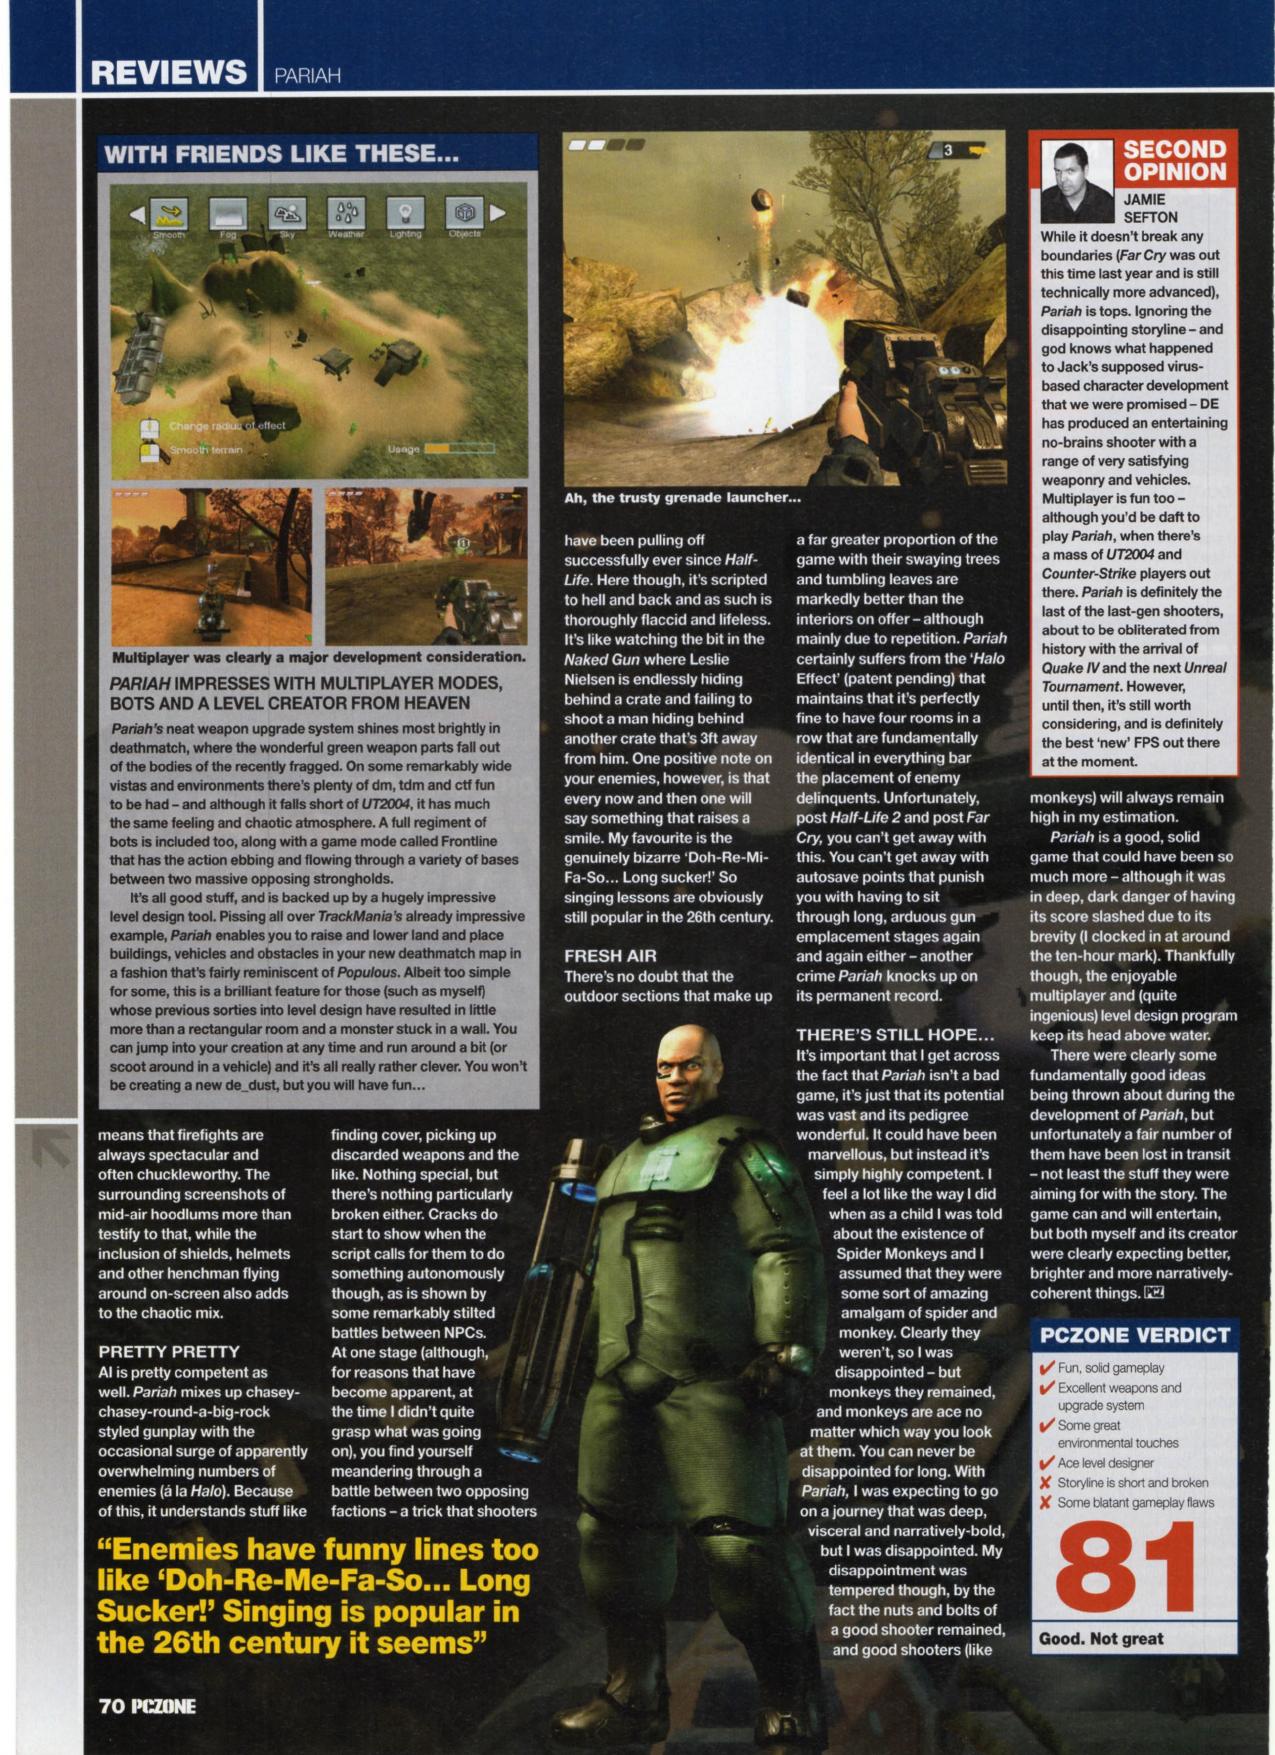 REVIEWS
PARIAH
WITH FRIENDS LIKE THESE...
Smooth
Fog
Sky
Weather
Lighting
Objects
Change radius of effect
Smooth terrain
Usage
Multiplayer was clearly a major development consideration.
PARIAH IMPRESSES WITH MULTIPLAYER MODES,
BOTS AND A LEVEL CREATOR FROM HEAVEN
Pariah's neat weapon upgrade system shines most brightly in
deathmatch, where the wonderful green weapon parts fall out
of the bodies of the recently fragged. On some remarkably wide
vistas and environments there's plenty of dm, tdm and ctf fun
to be had – and although it falls short of UT2004, it has much
the same feeling and chaotic atmosphere. A full regiment of
bots is included too, along with a game mode called Frontline
that has the action ebbing and flowing through a variety of bases
between two massive opposing strongholds.
It's all good stuff, and is backed up by a hugely impressive
level design tool. Pissing all over TrackMania's already impressive
example, Pariah enables you to raise and lower land and place
buildings, vehicles and obstacles in your new deathmatch map in
a fashion that's fairly reminiscent of Populous. Albeit too simple
for some, this is a brilliant feature for those (such as myself)
whose previous sorties into level design have resulted in little
more than a rectangular room and a monster stuck in a wall. You
can jump into your creation at any time and run around a bit (or
scoot around in a vehicle) and it's all really rather clever. You won't
be creating a new de_dust, but you will have fun...
means that firefights are
always spectacular and
often chuckleworthy. The
surrounding screenshots of
mid-air hoodlums more than
testify to that, while the
inclusion of shields, helmets
and other henchman flying
around on-screen also adds
to the chaotic mix.
PRETTY PRETTY
AI is pretty competent as
well. Pariah mixes up chasey-
chasey-round-a-big-rock
styled gunplay with the
occasional surge of apparently
overwhelming numbers of
enemies (á la Halo). Because
of this, it understands stuff like
finding cover, picking up
discarded weapons and the
like. Nothing special, but
there's nothing particularly
broken either. Cracks do
start to show when the
script calls for them to do
something autonomously
though, as is shown by
some remarkably stilted
battles between NPCs.
At one stage (although,
for reasons that have
become apparent, at
the time I didn't quite
grasp what was going
on), you find yourself
meandering through a
battle between two opposing
factions – a trick that shooters
"Enemies have funny lines too
like 'Doh-Re-Me-Fa-So... Long
Sucker!' Singing is popular in
the 26th century it seems"
3
Ah, the trusty grenade launcher...
have been pulling off
successfully ever since Half-
Life. Here though, it's scripted
to hell and back and as such is
thoroughly flaccid and lifeless.
It's like watching the bit in the
Naked Gun where Leslie
Nielsen is endlessly hiding
behind a crate and failing to
shoot a man hiding behind
another crate that's 3ft away
from him. One positive note on
your enemies, however, is that
every now and then one will
say something that raises a
smile. My favourite is the
genuinely bizarre 'Doh-Re-Mi-
Fa-So... Long sucker!' So
singing lessons are obviously
still popular in the 26th century.
FRESH AIR
There's no doubt that the
outdoor sections that make up
a far greater proportion of the
game with their swaying trees
and tumbling leaves are
markedly better than the
interiors on offer – although
mainly due to repetition. Pariah
certainly suffers from the 'Halo
Effect' (patent pending) that
maintains that it's perfectly
fine to have four rooms in a
row that are fundamentally
identical in everything bar
the placement of enemy
delinquents. Unfortunately,
post Half-Life 2 and post Far
Cry, you can't get away with
this. You can't get away with
autosave points that punish
you with having to sit
through long, arduous gun
emplacement stages again
and again either – another
crime Pariah knocks up on
its permanent record.
THERE'S STILL HOPE...
It's important that I get across
the fact that Pariah isn't a bad
game, it's just that its potential
was vast and its pedigree
wonderful. It could have been
marvellous, but instead it's
simply highly competent. I
feel a lot like the way I did
when as a child I was told
about the existence of
Spider Monkeys and I
assumed that they were
some sort of amazing
amalgam of spider and
monkey. Clearly they
weren't, so I was
disappointed – but
monkeys they remained,
and monkeys are ace no
matter which way you look
at them. You can never be
disappointed for long. With
Pariah, I was expecting to go
on a journey that was deep,
visceral and narratively-bold,
but I was disappointed. My
disappointment was
tempered though, by the
fact the nuts and bolts of
a good shooter remained,
and good shooters (like
SECOND
OPINION
JAMIE
SEFTON
While it doesn't break any
boundaries (Far Cry was out
this time last year and is still
technically more advanced),
Pariah is tops. Ignoring the
disappointing storyline – and
god knows what happened
to Jack's supposed virus-
based character development
that we were promised – DE
has produced an entertaining
no-brains shooter with a
range of very satisfying
weaponry and vehicles.
Multiplayer is fun too –
although you'd be daft to
play Pariah, when there's
a mass of UT2004 and
Counter-Strike players out
there. Pariah is definitely the
last of the last-gen shooters,
about to be obliterated from
history with the arrival of
Quake IV and the next Unreal
Tournament. However,
until then, it's still worth
considering, and is definitely
the best 'new' FPS out there
at the moment.
monkeys) will always remain
high in my estimation.
Pariah is a good, solid
game that could have been so
much more – although it was
in deep, dark danger of having
its score slashed due to its
brevity (I clocked in at around
the ten-hour mark). Thankfully
though, the enjoyable
multiplayer and (quite
ingenious) level design program
keep its head above water.
There were clearly some
fundamentally good ideas
being thrown about during the
development of Pariah, but
unfortunately a fair number of
them have been lost in transit
– not least the stuff they were
aiming for with the story. The
game can and will entertain,
but both myself and its creator
were clearly expecting better,
brighter and more narratively-
coherent things. PCZ
PCZONE VERDICT
✔ Fun, solid gameplay
✔ Excellent weapons and
upgrade system
✔ Some great
environmental touches
✔ Ace level designer
✘ Storyline is short and broken
✘ Some blatant gameplay flaws
81
Good. Not great
70 PCZONE